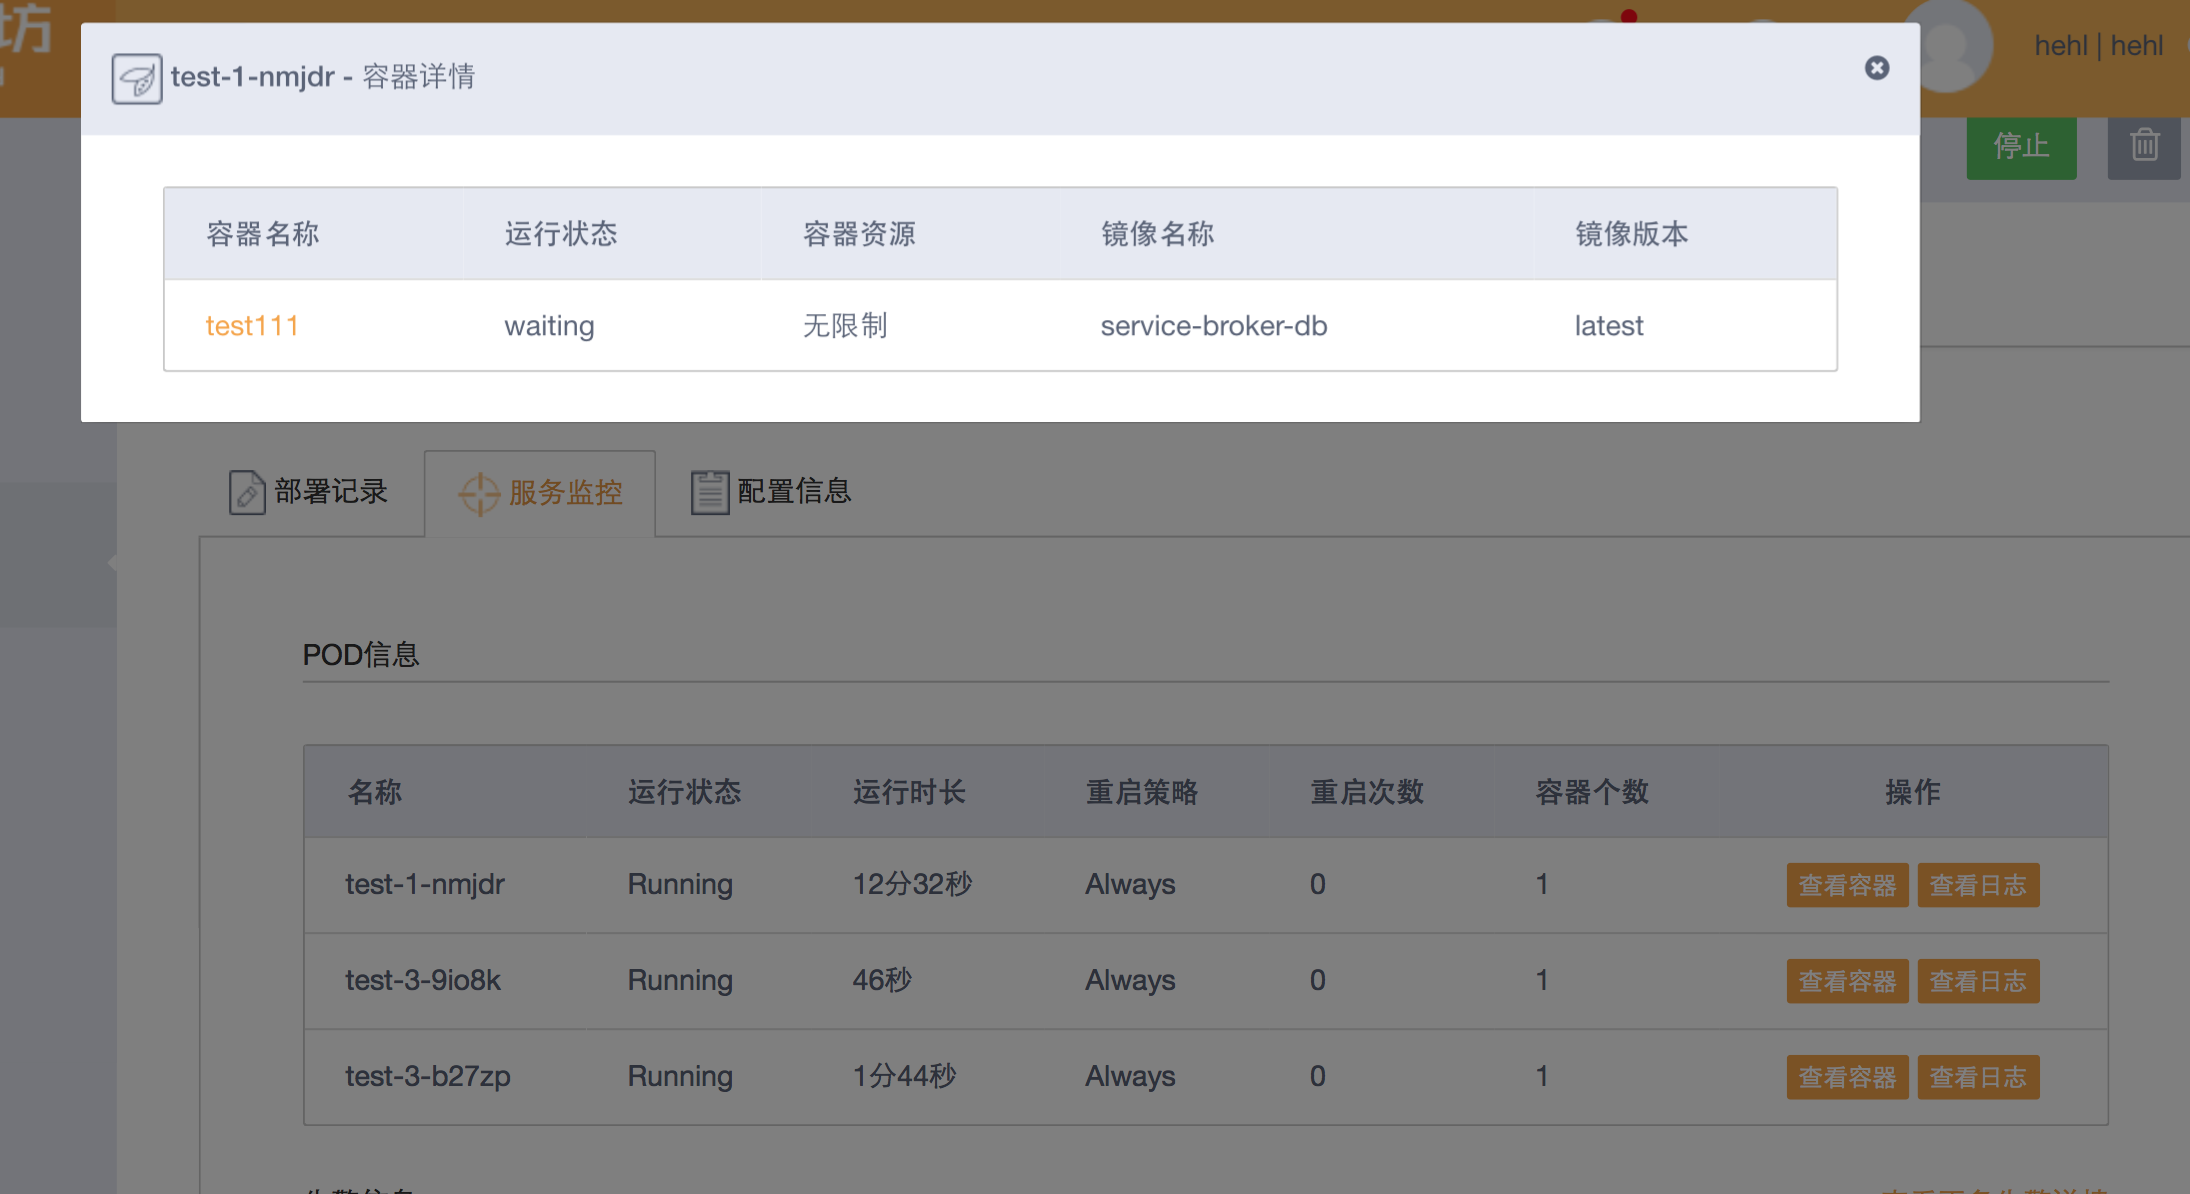 坊
hehl | hehl
test-1-nmjdr - 容器详情
停止
容器名称 运行状态 容器资源 镜像名称 镜像版本
test111 waiting 无限制 service-broker-db latest
部署记录 服务监控 配置信息
POD信息
名称 运行状态 运行时长 重启策略 重启次数 容器个数 操作
test-1-nmjdr Running 12分32秒 Always 0 1 查看容器 查看日志
test-3-9io8k Running 46秒 Always 0 1 查看容器 查看日志
test-3-b27zp Running 1分44秒 Always 0 1 查看容器 查看日志